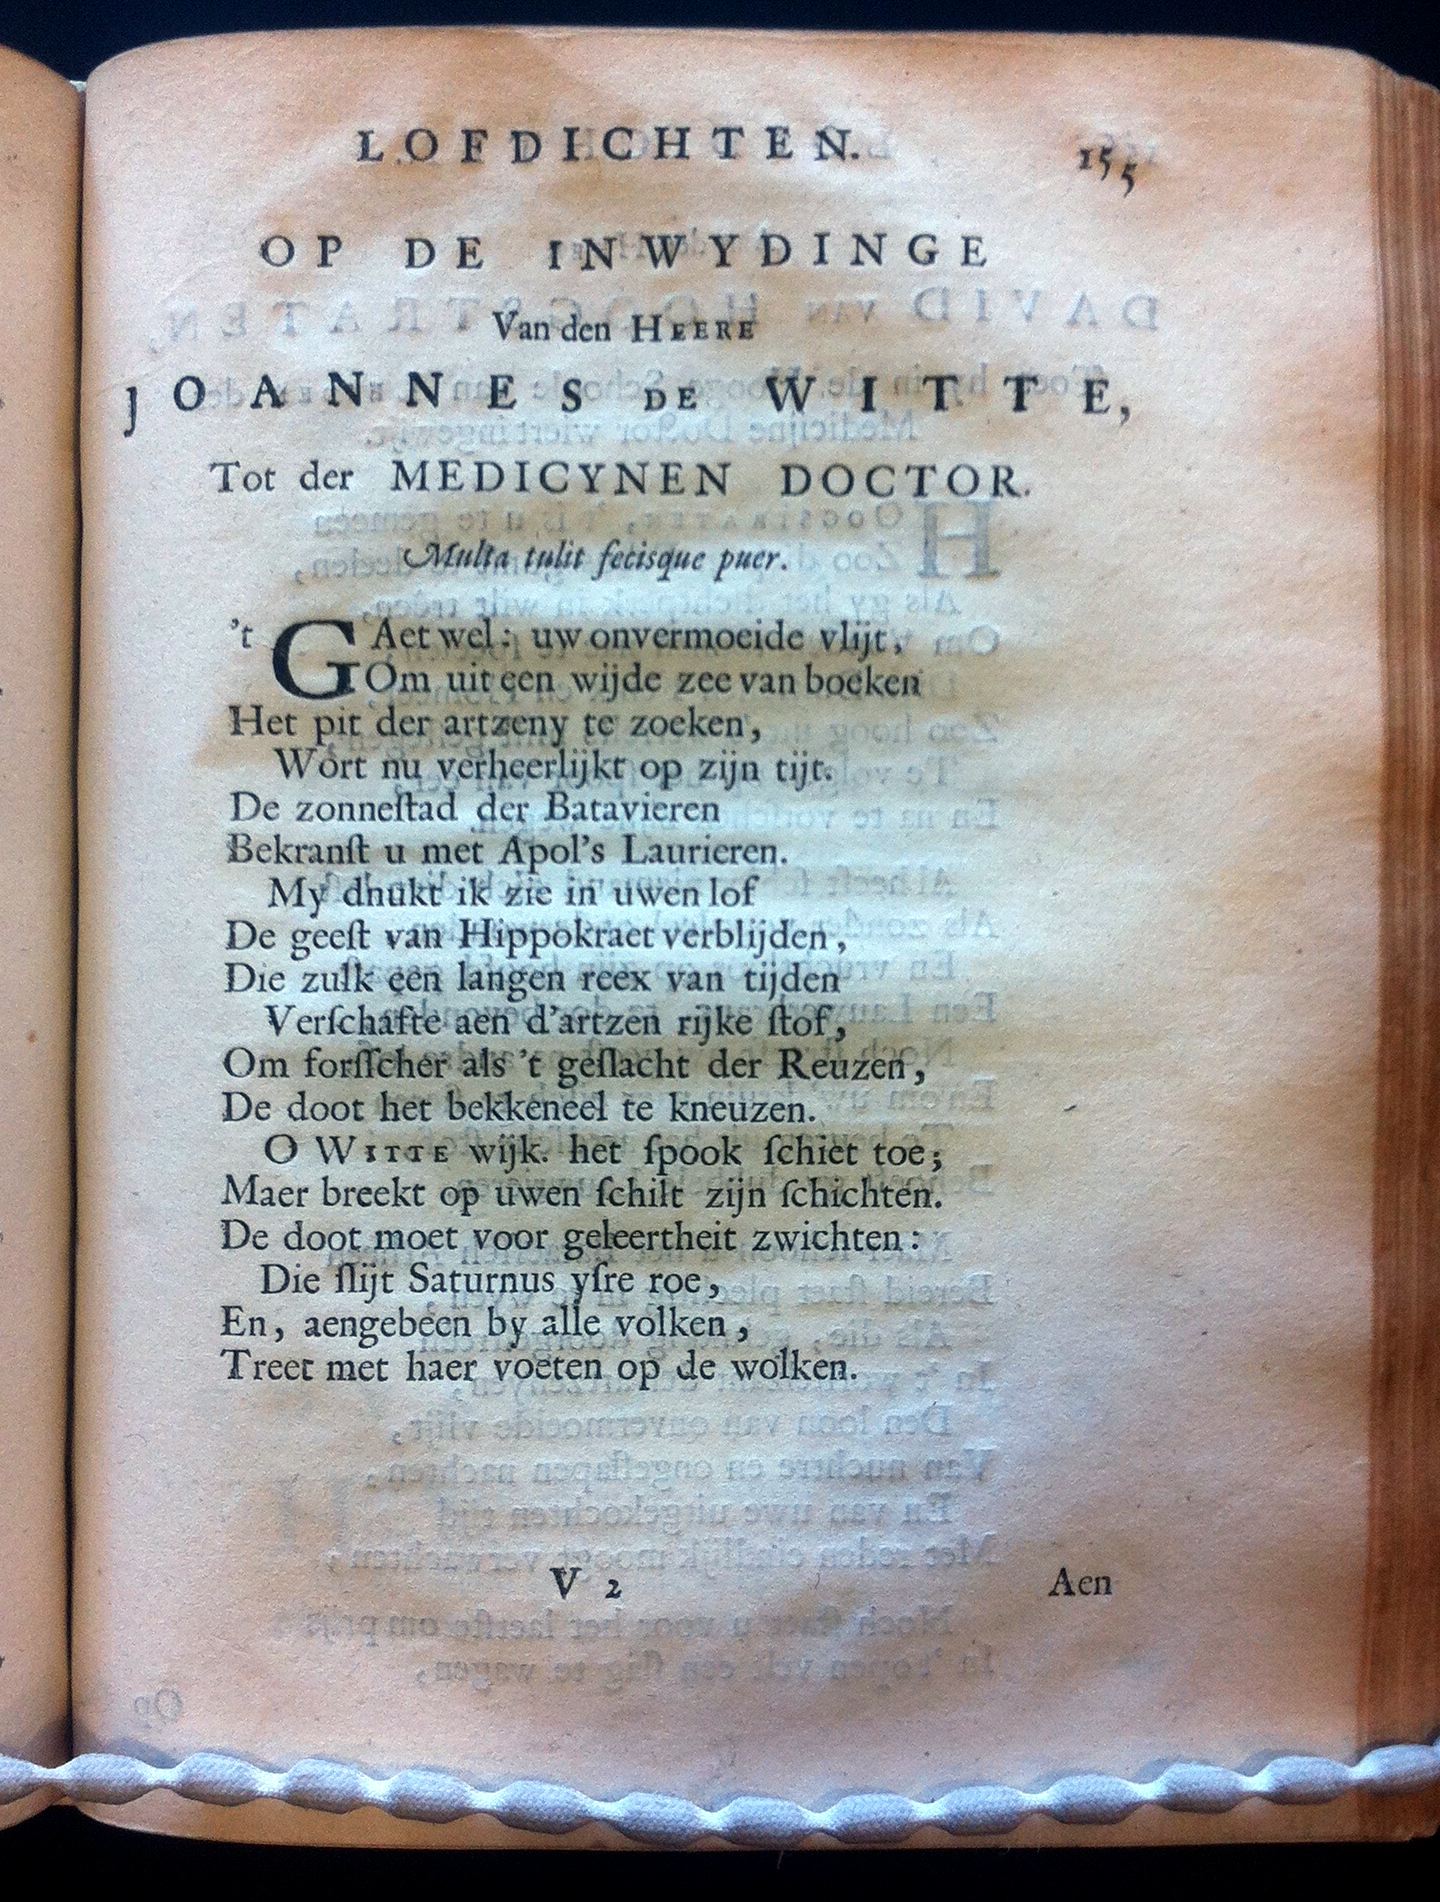 LOFDICHTEN. 155
OP DE INWYDINGE
Van den HEERE
JOANNES DE WITTE,
Tot der MEDICYNEN DOCTOR.
Multa tulit fecisque puer.
't GAet wel: uw onvermoeide vlijt,
Om uit een wijde zee van boeken
Het pit der artzeny te zoeken,
Wort nu verheerlijkt op zijn tijt.
De zonneſtad der Batavieren
Bekranſt u met Apol's Laurieren.
My dhukt ik zie in uwen lof
De geeſt van Hippokraet verblijden,
Die zulk een langen reex van tijden
Verſchafte aen d'artzen rijke ſtof,
Om forſſcher als 't geſlacht der Reuzen,
De doot het bekkeneel te kneuzen.
O WITTE wijk. het ſpook ſchiet toe;
Maer breekt op uwen ſchilt zijn ſchichten.
De doot moet voor geleertheit zwichten:
Die ſlijt Saturnus yſre roe,
En, aengebeen by alle volken,
Treet met haer voeten op de wolken.
V 2 Aen